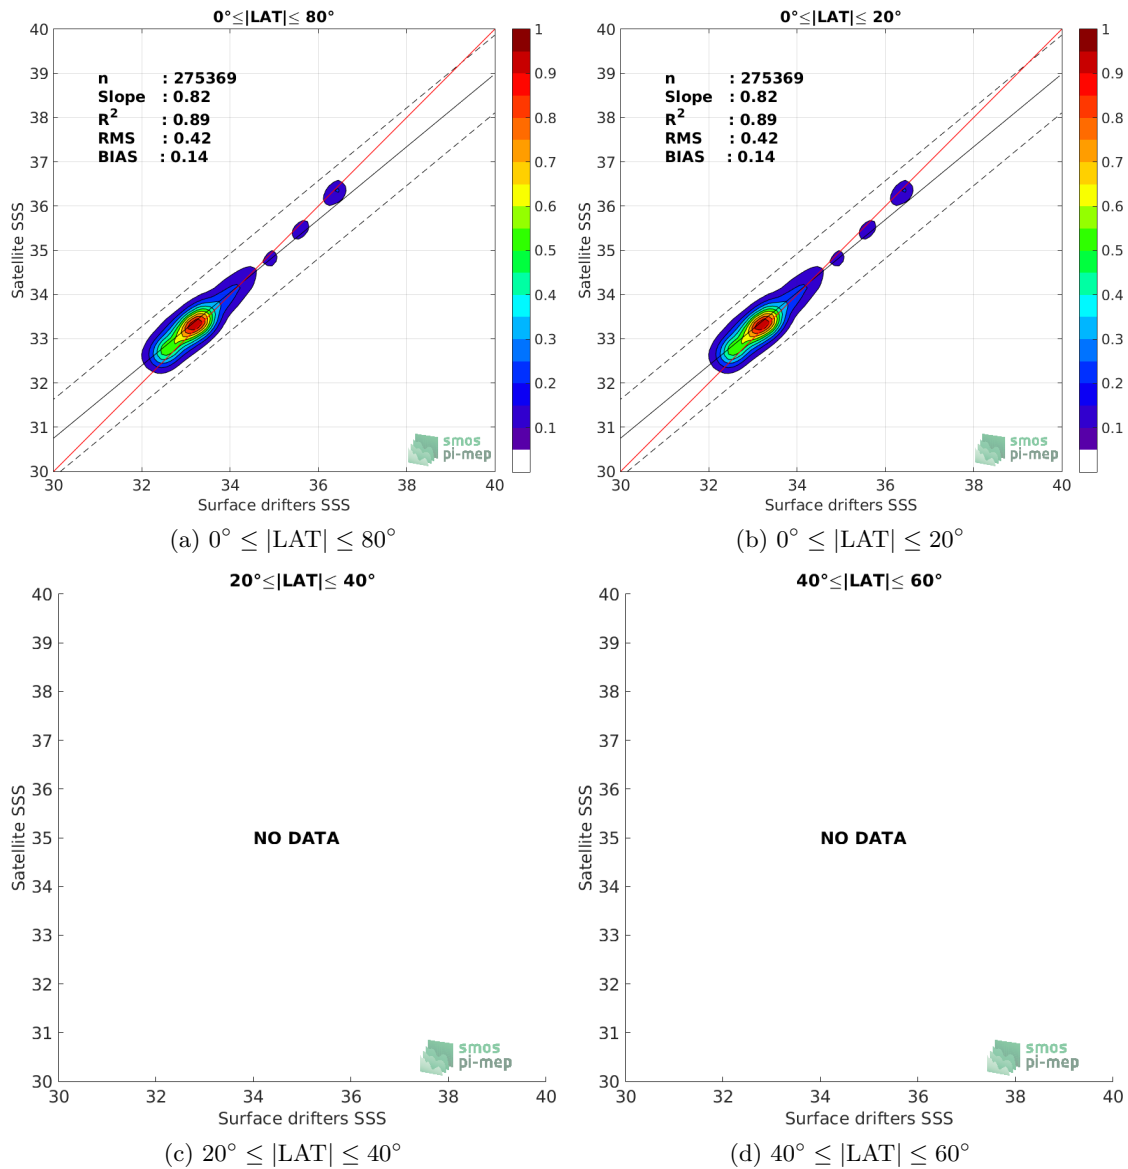 0°≤|LAT|≤ 80°
40
39
38
37
36
35
34
33
32
31
30
Satellite SSS
n : 275369
Slope : 0.82
R² : 0.89
RMS : 0.42
BIAS : 0.14
1
0.9
0.8
0.7
0.6
0.5
0.4
0.3
0.2
0.1
smos
pi-mep
30 32 34 36 38 40
Surface drifters SSS
(a) 0° ≤ |LAT| ≤ 80°
0°≤|LAT|≤ 20°
40
39
38
37
36
35
34
33
32
31
30
Satellite SSS
n : 275369
Slope : 0.82
R² : 0.89
RMS : 0.42
BIAS : 0.14
1
0.9
0.8
0.7
0.6
0.5
0.4
0.3
0.2
0.1
smos
pi-mep
30 32 34 36 38 40
Surface drifters SSS
(b) 0° ≤ |LAT| ≤ 20°
20°≤|LAT|≤ 40°
40
39
38
37
36
35
34
33
32
31
30
Satellite SSS
NO DATA
smos
pi-mep
30 32 34 36 38 40
Surface drifters SSS
(c) 20° ≤ |LAT| ≤ 40°
40°≤|LAT|≤ 60°
40
39
38
37
36
35
34
33
32
31
30
Satellite SSS
NO DATA
smos
pi-mep
30 32 34 36 38 40
Surface drifters SSS
(d) 40° ≤ |LAT| ≤ 60°